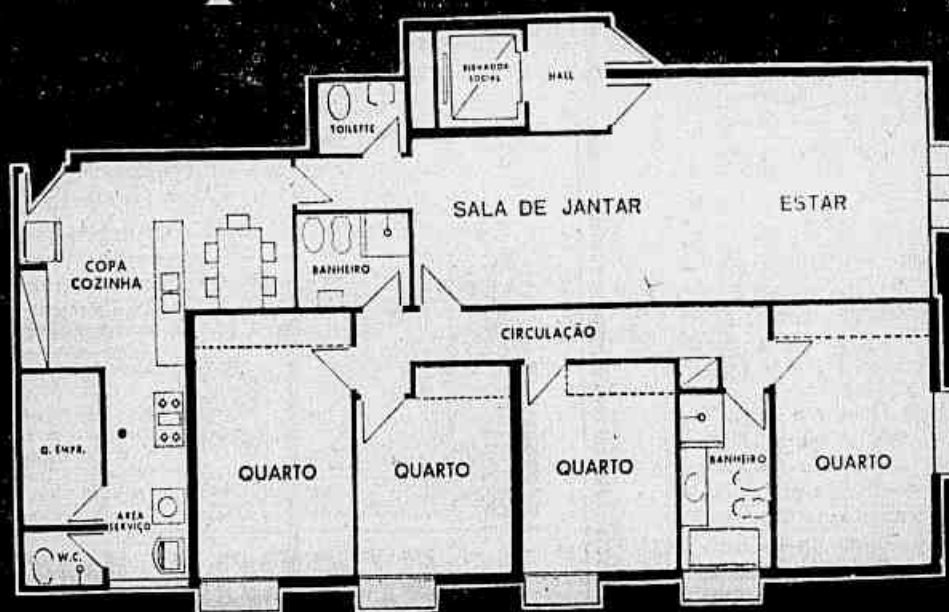 ELEVADOR
SOCIAL
HALL
TOILETTE
SALA DE JANTAR
ESTAR
COPA
COZINHA
BANHEIRO
CIRCULAÇÃO
Q. EMPR.
QUARTO
QUARTO
QUARTO
BANHEIRO
QUARTO
AREA
SERVIÇO
W.C.